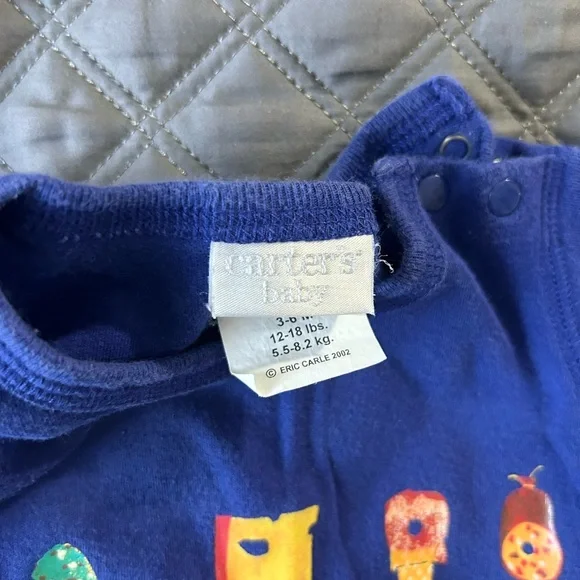 carter's
baby
3-6 M
12-18 lbs.
5.5-8.2 kg.
© ERIC CARLE 2002